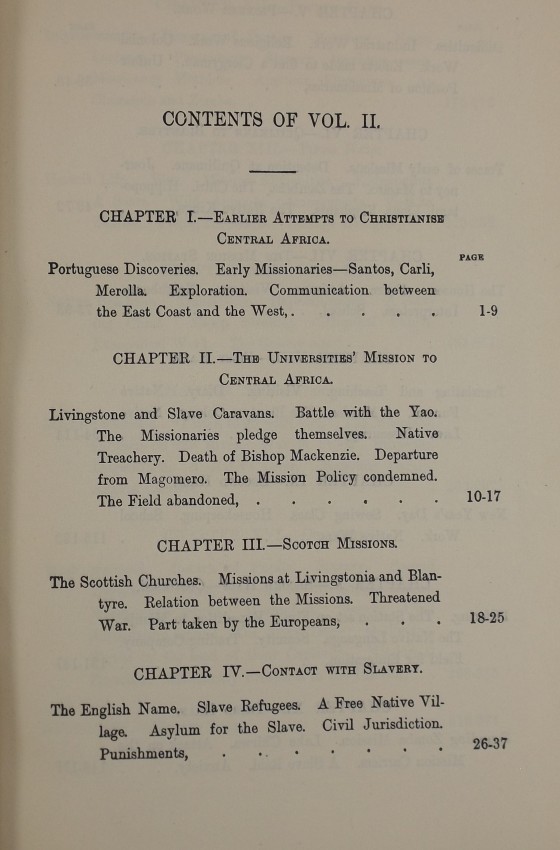 CONTENTS OF VOL. II.
CHAPTER I.—Earlier Attempts to Christianise
Central Africa.
PAGE
Portuguese Discoveries. Early Missionaries—Santos, Carli,
Merolla. Exploration. Communication between
the East Coast and the West, . . . . . 1-9
CHAPTER II.—The Universities' Mission to
Central Africa.
Livingstone and Slave Caravans. Battle with the Yao.
The Missionaries pledge themselves. Native
Treachery. Death of Bishop Mackenzie. Departure
from Magomero. The Mission Policy condemned.
The Field abandoned, . . . . . . 10-17
CHAPTER III.—Scotch Missions.
The Scottish Churches. Missions at Livingstonia and Blan-
tyre. Relation between the Missions. Threatened
War. Part taken by the Europeans, . . . 18-25
CHAPTER IV.—Contact with Slavery.
The English Name. Slave Refugees. A Free Native Vil-
lage. Asylum for the Slave. Civil Jurisdiction.
Punishments, . . . . . . . 26-37